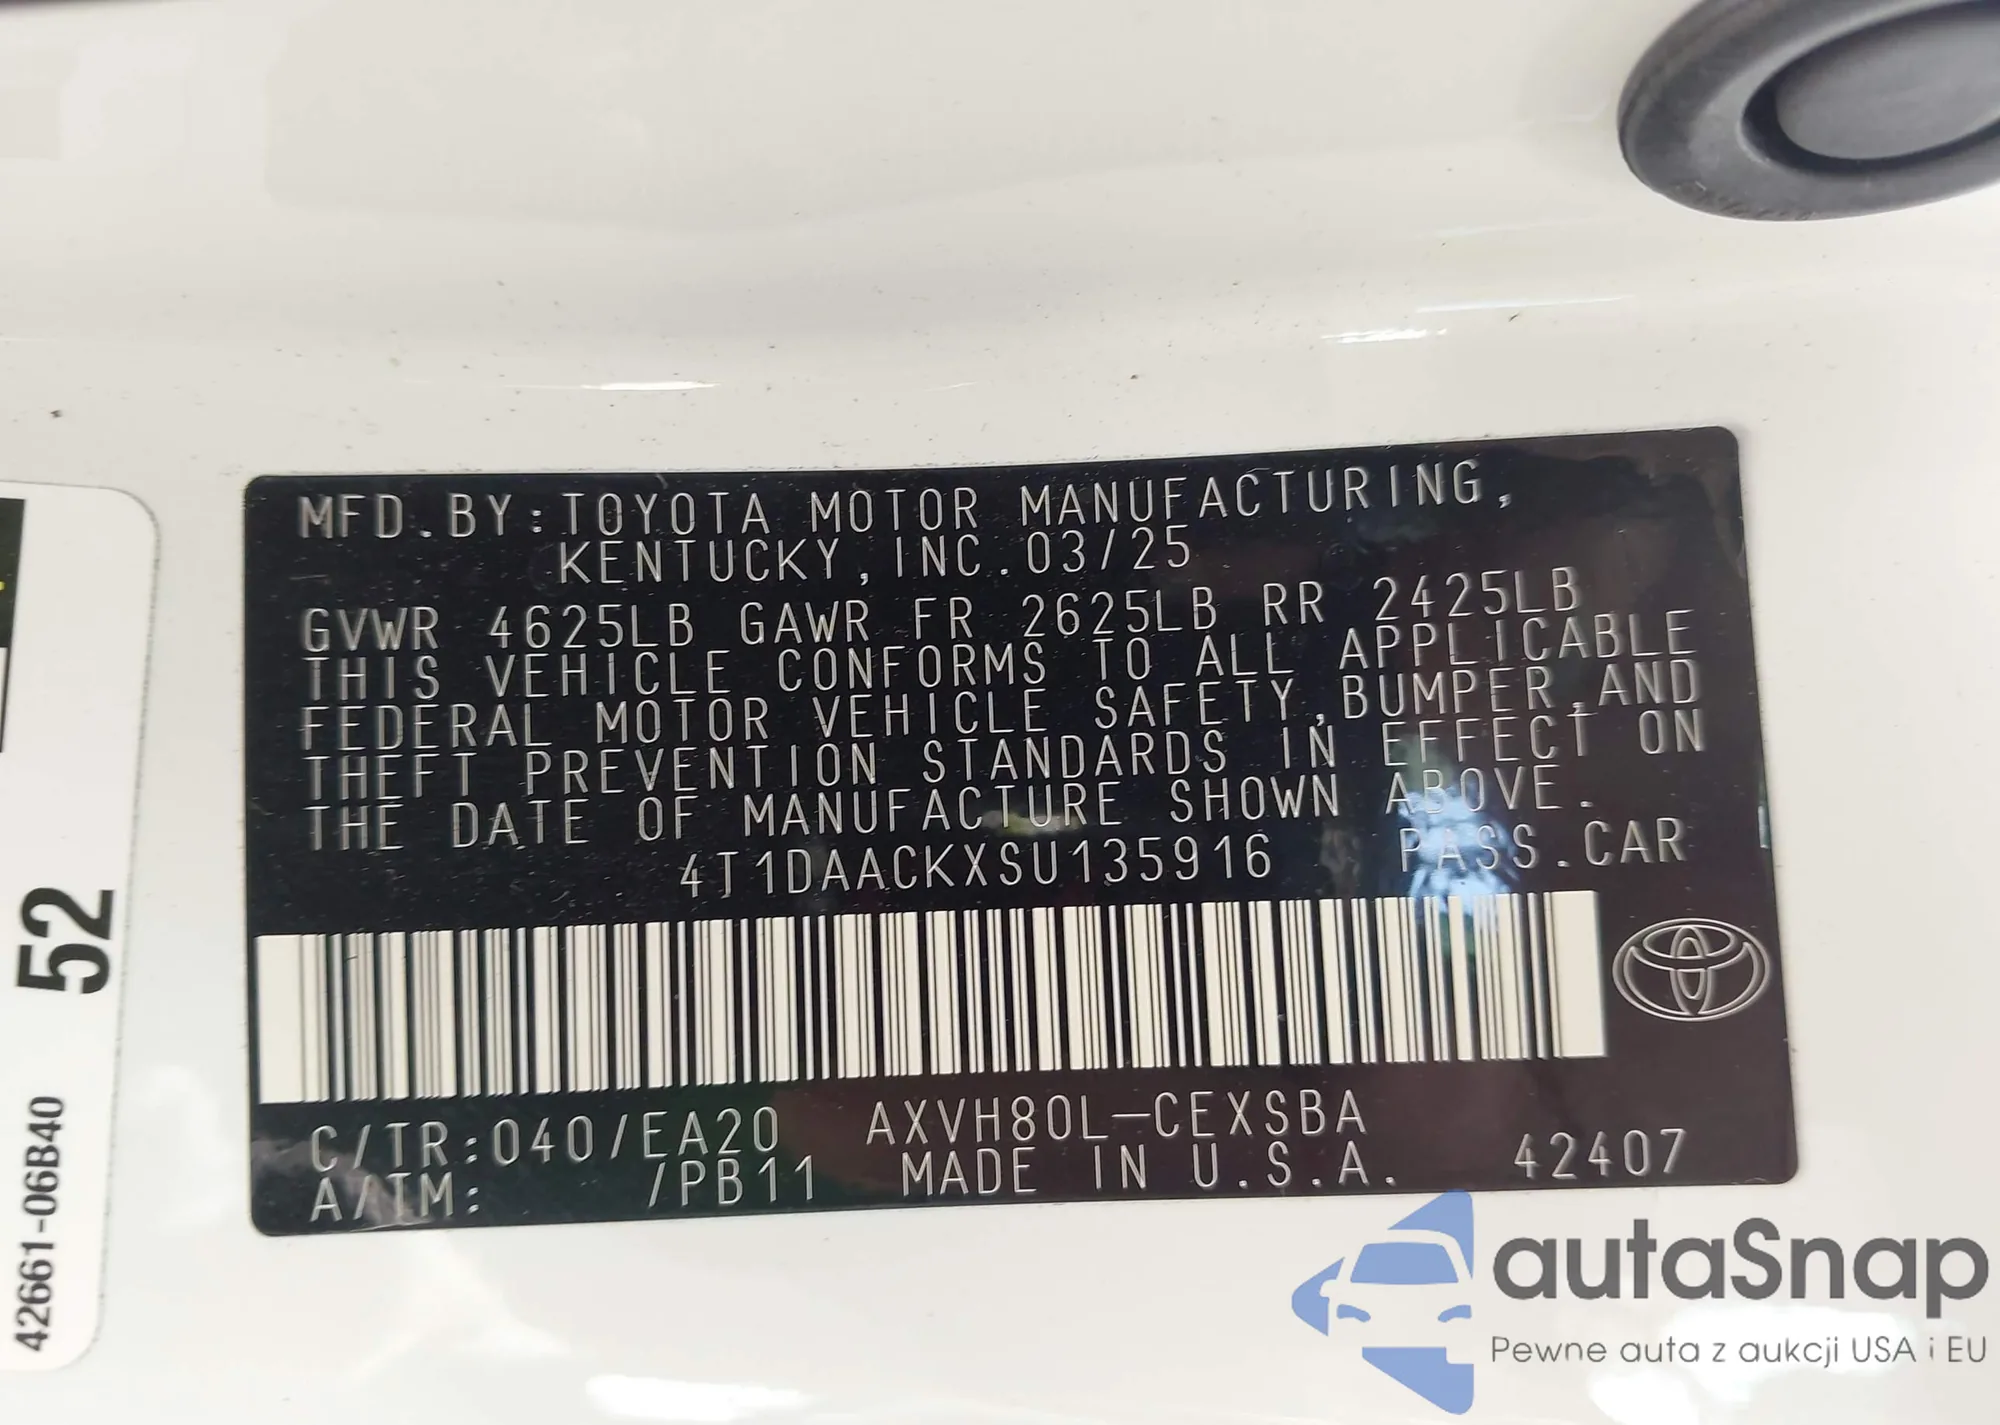 MFD.BY:TOYOTA MOTOR MANUFACTURING,
KENTUCKY,INC.03/25
GVWR 4625LB GAWR FR 2625LB RR 2425LB
THIS VEHICLE CONFORMS TO ALL APPLICABLE
FEDERAL MOTOR VEHICLE SAFETY,BUMPER,AND
THEFT PREVENTION STANDARDS IN EFFECT ON
THE DATE OF MANUFACTURE SHOWN ABOVE.
4T1DAACKXSU135916 PASS.CAR
C/TR:040/EA20 AXVH80L-CEXSBA
A/TM: /PB11 MADE IN U.S.A. 42407
52
42661-06B40
autaSnap
Pewne auta z aukcji USA i EU